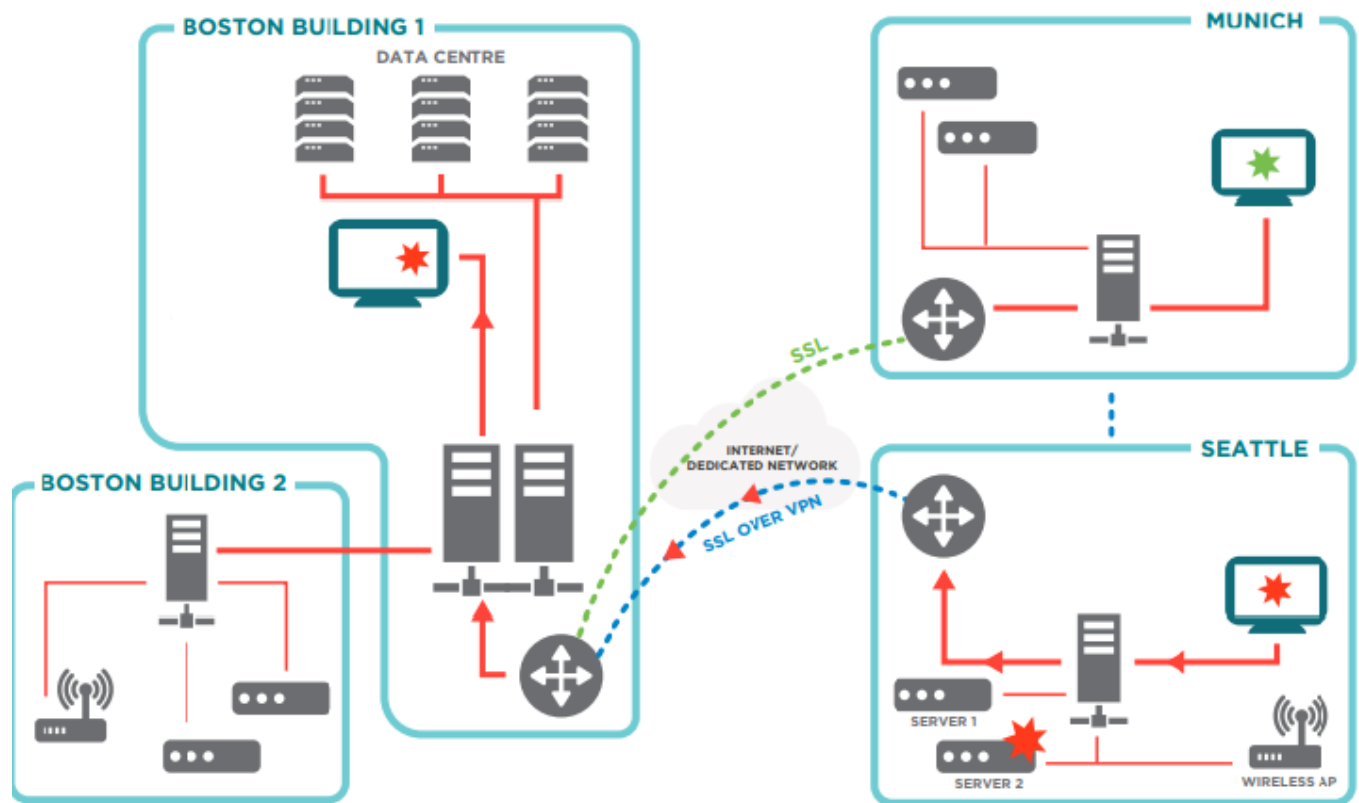 BOSTON BUILDING 1
DATA CENTRE
MUNICH
SSL
INTERNET/
DEDICATED NETWORK
SSL OVER VPN
SEATTLE
BOSTON BUILDING 2
SERVER 1
SERVER 2
WIRELESS AP